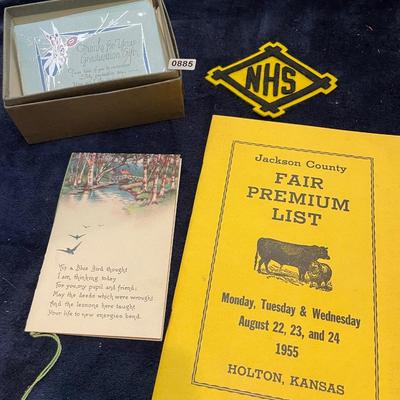 Thanks for Your
Graduation Gift
0885
NHS
Jackson County
FAIR
PREMIUM
LIST
Monday, Tuesday & Wednesday
August 22, 23, and 24
1955
HOLTON, KANSAS
'Tis a Blue Bird thought
I am thinking today
For you, my pupil and friend;
May the deeds which were wrought
And the lessons here taught
Your life to new energies bend.